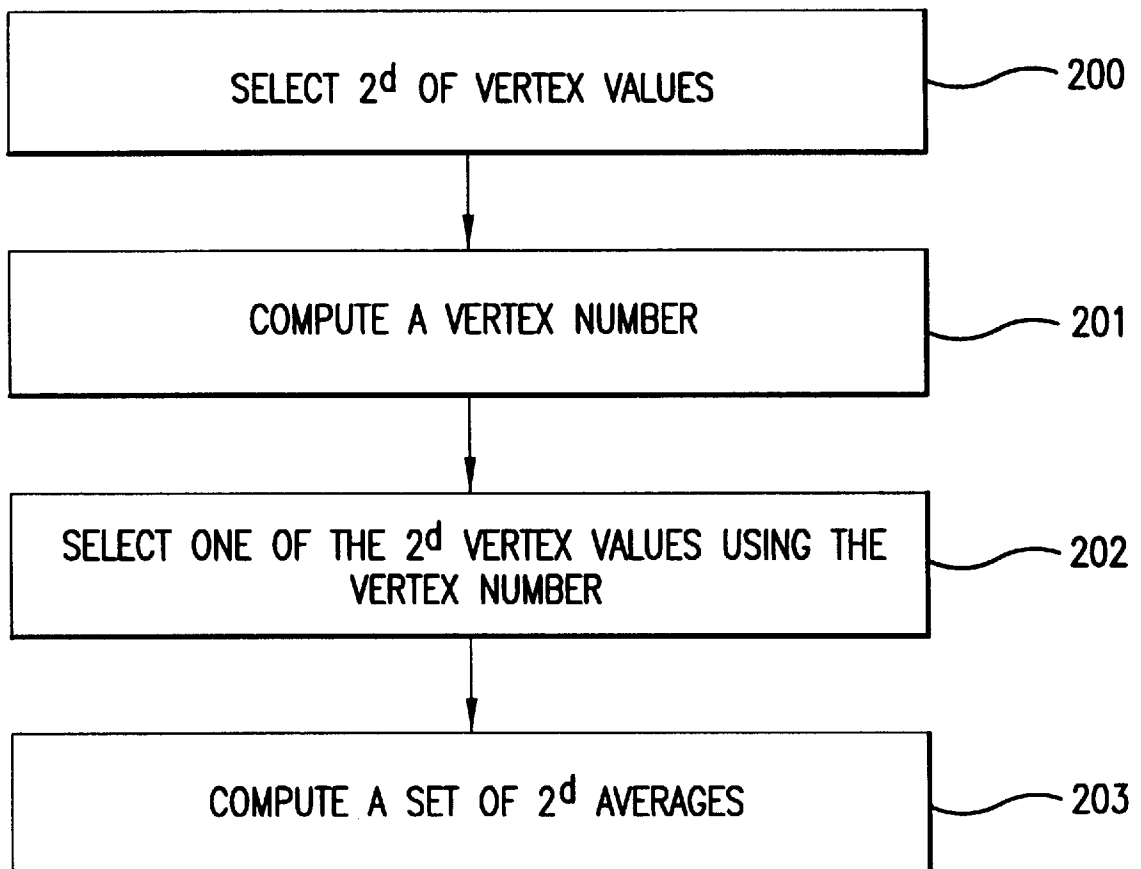 SELECT 2ᵈ OF VERTEX VALUES
200
COMPUTE A VERTEX NUMBER
201
SELECT ONE OF THE 2ᵈ VERTEX VALUES USING THE
VERTEX NUMBER
202
COMPUTE A SET OF 2ᵈ AVERAGES
203